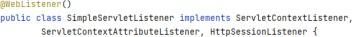 @WebListener()
public class SimpleServletListener implements ServletContextListener,
ServletContextAttributeListener, HttpSessionListener {